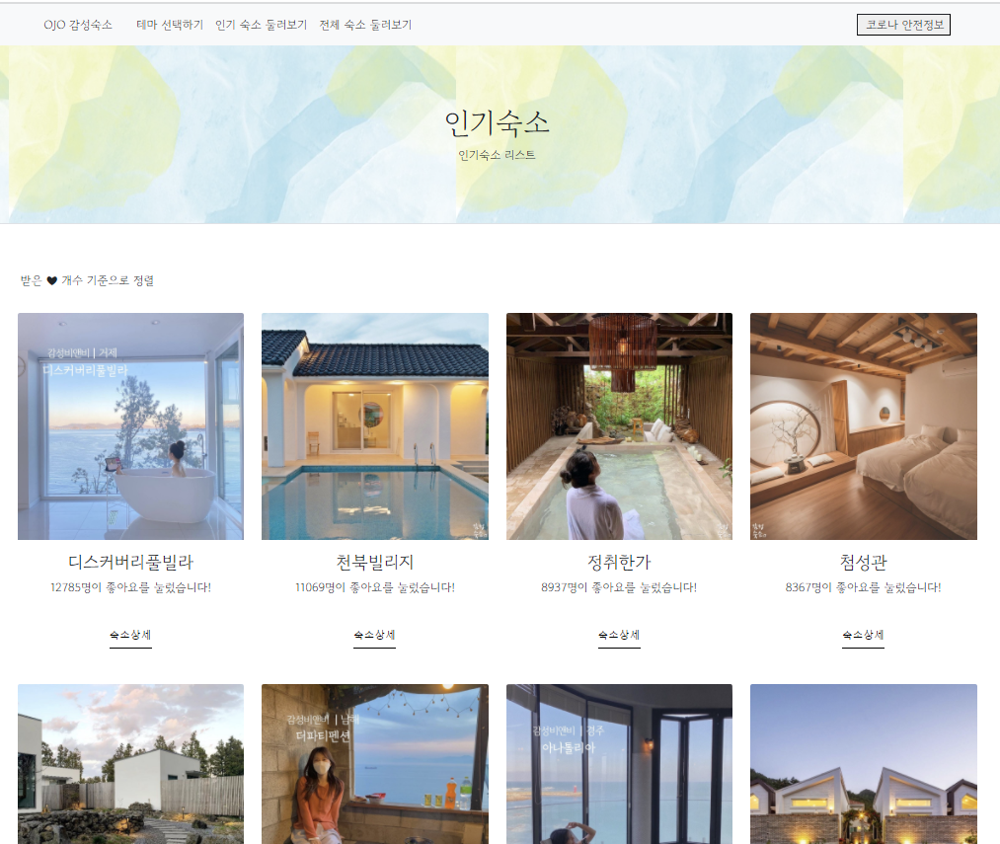 OJO 감성숙소 테마 선택하기 인기 숙소 둘러보기 전체 숙소 둘러보기 코로나 안전정보
인기숙소
인기숙소 리스트
받은 ♥ 개수 기준으로 정렬
감성비앤비 | 거제
디스커버리풀빌라
디스커버리풀빌라 천북빌리지 정취한가 첨성관
12785명이 좋아요를 눌렀습니다! 11069명이 좋아요를 눌렀습니다! 8937명이 좋아요를 눌렀습니다! 8367명이 좋아요를 눌렀습니다!
숙소상세 숙소상세 숙소상세 숙소상세
감성비앤비 | 남해
더파티펜션
감성비앤비 | 경주
아나톨리아